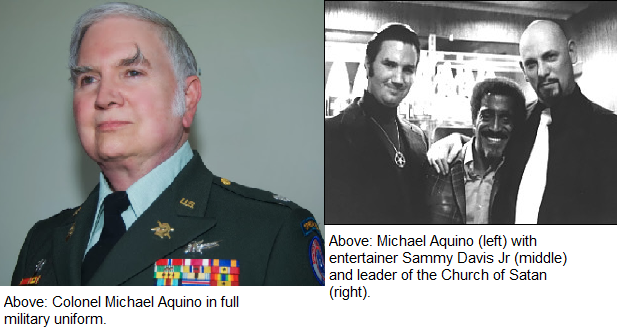 Above: Colonel Michael Aquino in full
military uniform.
Above: Michael Aquino (left) with
entertainer Sammy Davis Jr (middle)
and leader of the Church of Satan
(right).
U.S.